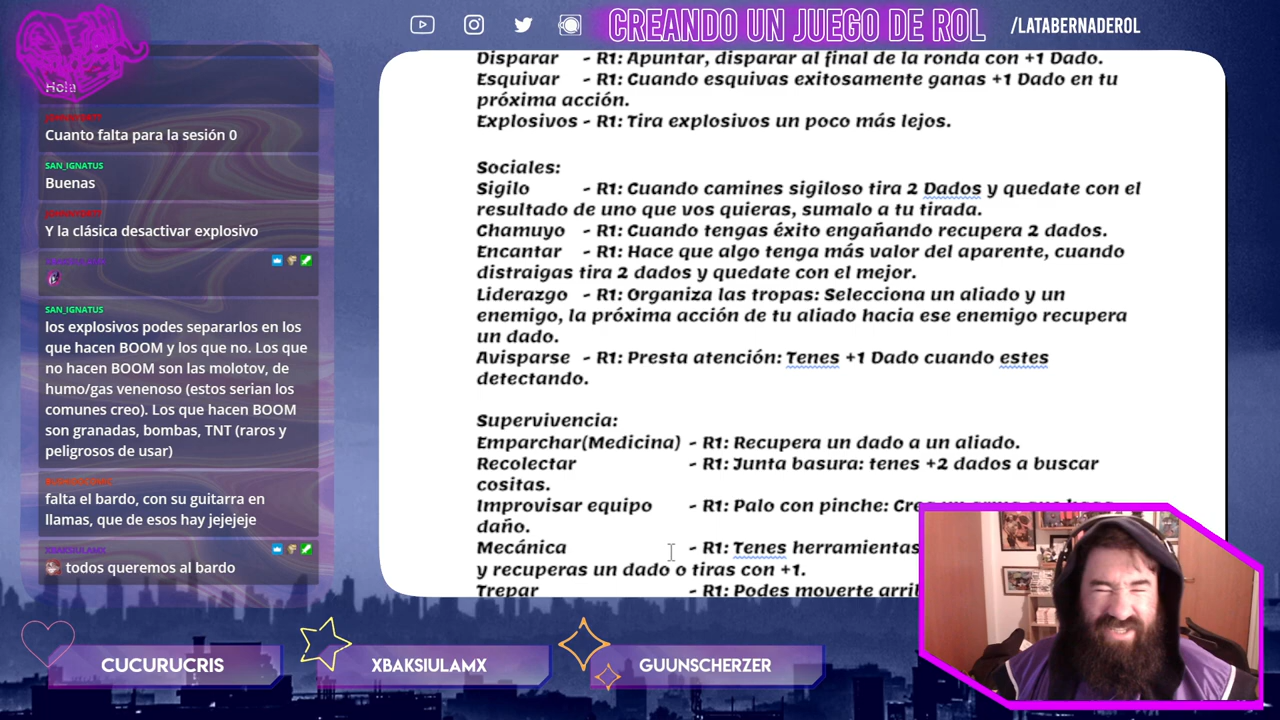 CREANDO UN JUEGO DE ROL
/LATABERNADEROL
Hola
Cuanto falta para la sesión 0
SAN_IGNATUS
Buenas
Y la clásica desactivar explosivo
SAN_IGNATUS
los explosivos podes separarlos en los
que hacen BOOM y los que no. Los que
no hacen BOOM son las molotov, de
humo/gas venenoso (estos serian los
comunes creo). Los que hacen BOOM
son granadas, bombas, TNT (raros y
peligrosos de usar)
falta el bardo, con su guitarra en
llamas, que de esos hay jejejeje
XBAKSIULAMX
todos queremos al bardo
Disparar - R1: Apuntar, disparar al final de la ronda con +1 Dado.
Esquivar - R1: Cuando esquivas exitosamente ganas +1 Dado en tu
próxima acción.
Explosivos - R1: Tira explosivos un poco más lejos.
Sociales:
Sigilo - R1: Cuando camines sigiloso tira 2 Dados y quedate con el
resultado de uno que vos quieras, sumalo a tu tirada.
Chamuyo - R1: Cuando tengas éxito engañando recupera 2 dados.
Encantar - R1: Hace que algo tenga más valor del aparente, cuando
distraigas tira 2 dados y quedate con el mejor.
Liderazgo - R1: Organiza las tropas: Selecciona un aliado y un
enemigo, la próxima acción de tu aliado hacia ese enemigo recupera
un dado.
Avisparse - R1: Presta atención: Tenes +1 Dado cuando estes
detectando.
Supervivencia:
Emparchar(Medicina) - R1: Recupera un dado a un aliado.
Recolectar - R1: Junta basura: tenes +2 dados a buscar
cositas.
Improvisar equipo - R1: Palo con pinche:
daño.
Mecánica - R1: Tenes herramientas
y recuperas un dado o tiras con +1.
Trepar - R1: Podes moverte
CUCURUCRIS
XBAKSIULAMX
GUUNSCHERZER